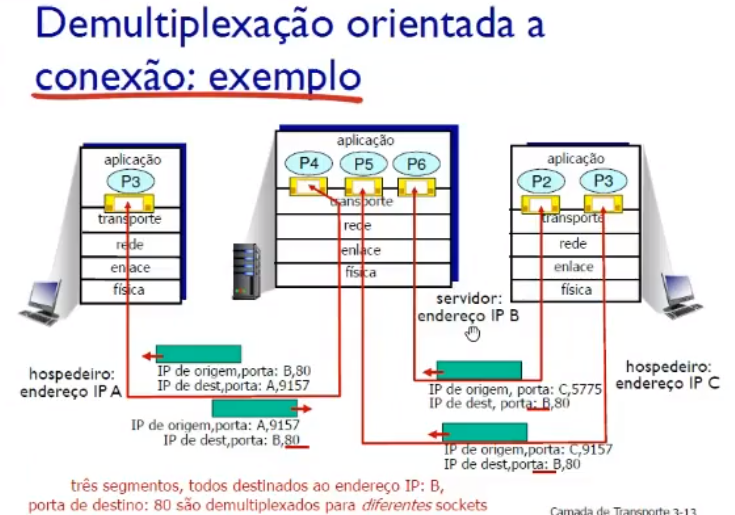 Demultiplexação orientada a
conexão: exemplo
aplicação
P3
transporte
rede
enlace
física
aplicação
P4 P5 P6
transporte
rede
enlace
física
aplicação
P2 P3
transporte
rede
enlace
física
servidor:
endereço IP B
hospedeiro:
endereço IP A
IP de origem,porta: B,80
IP de dest,porta: A,9157
IP de origem,porta: A,9157
IP de dest,porta: B,80
IP de origem, porta: C,5775
IP de dest, porta: B,80
IP de origem,porta: C,9157
IP de dest,porta: B,80
hospedeiro:
endereço IP C
três segmentos, todos destinados ao endereço IP: B,
porta de destino: 80 são demultiplexados para diferentes sockets
Camada de Transporte 3-13